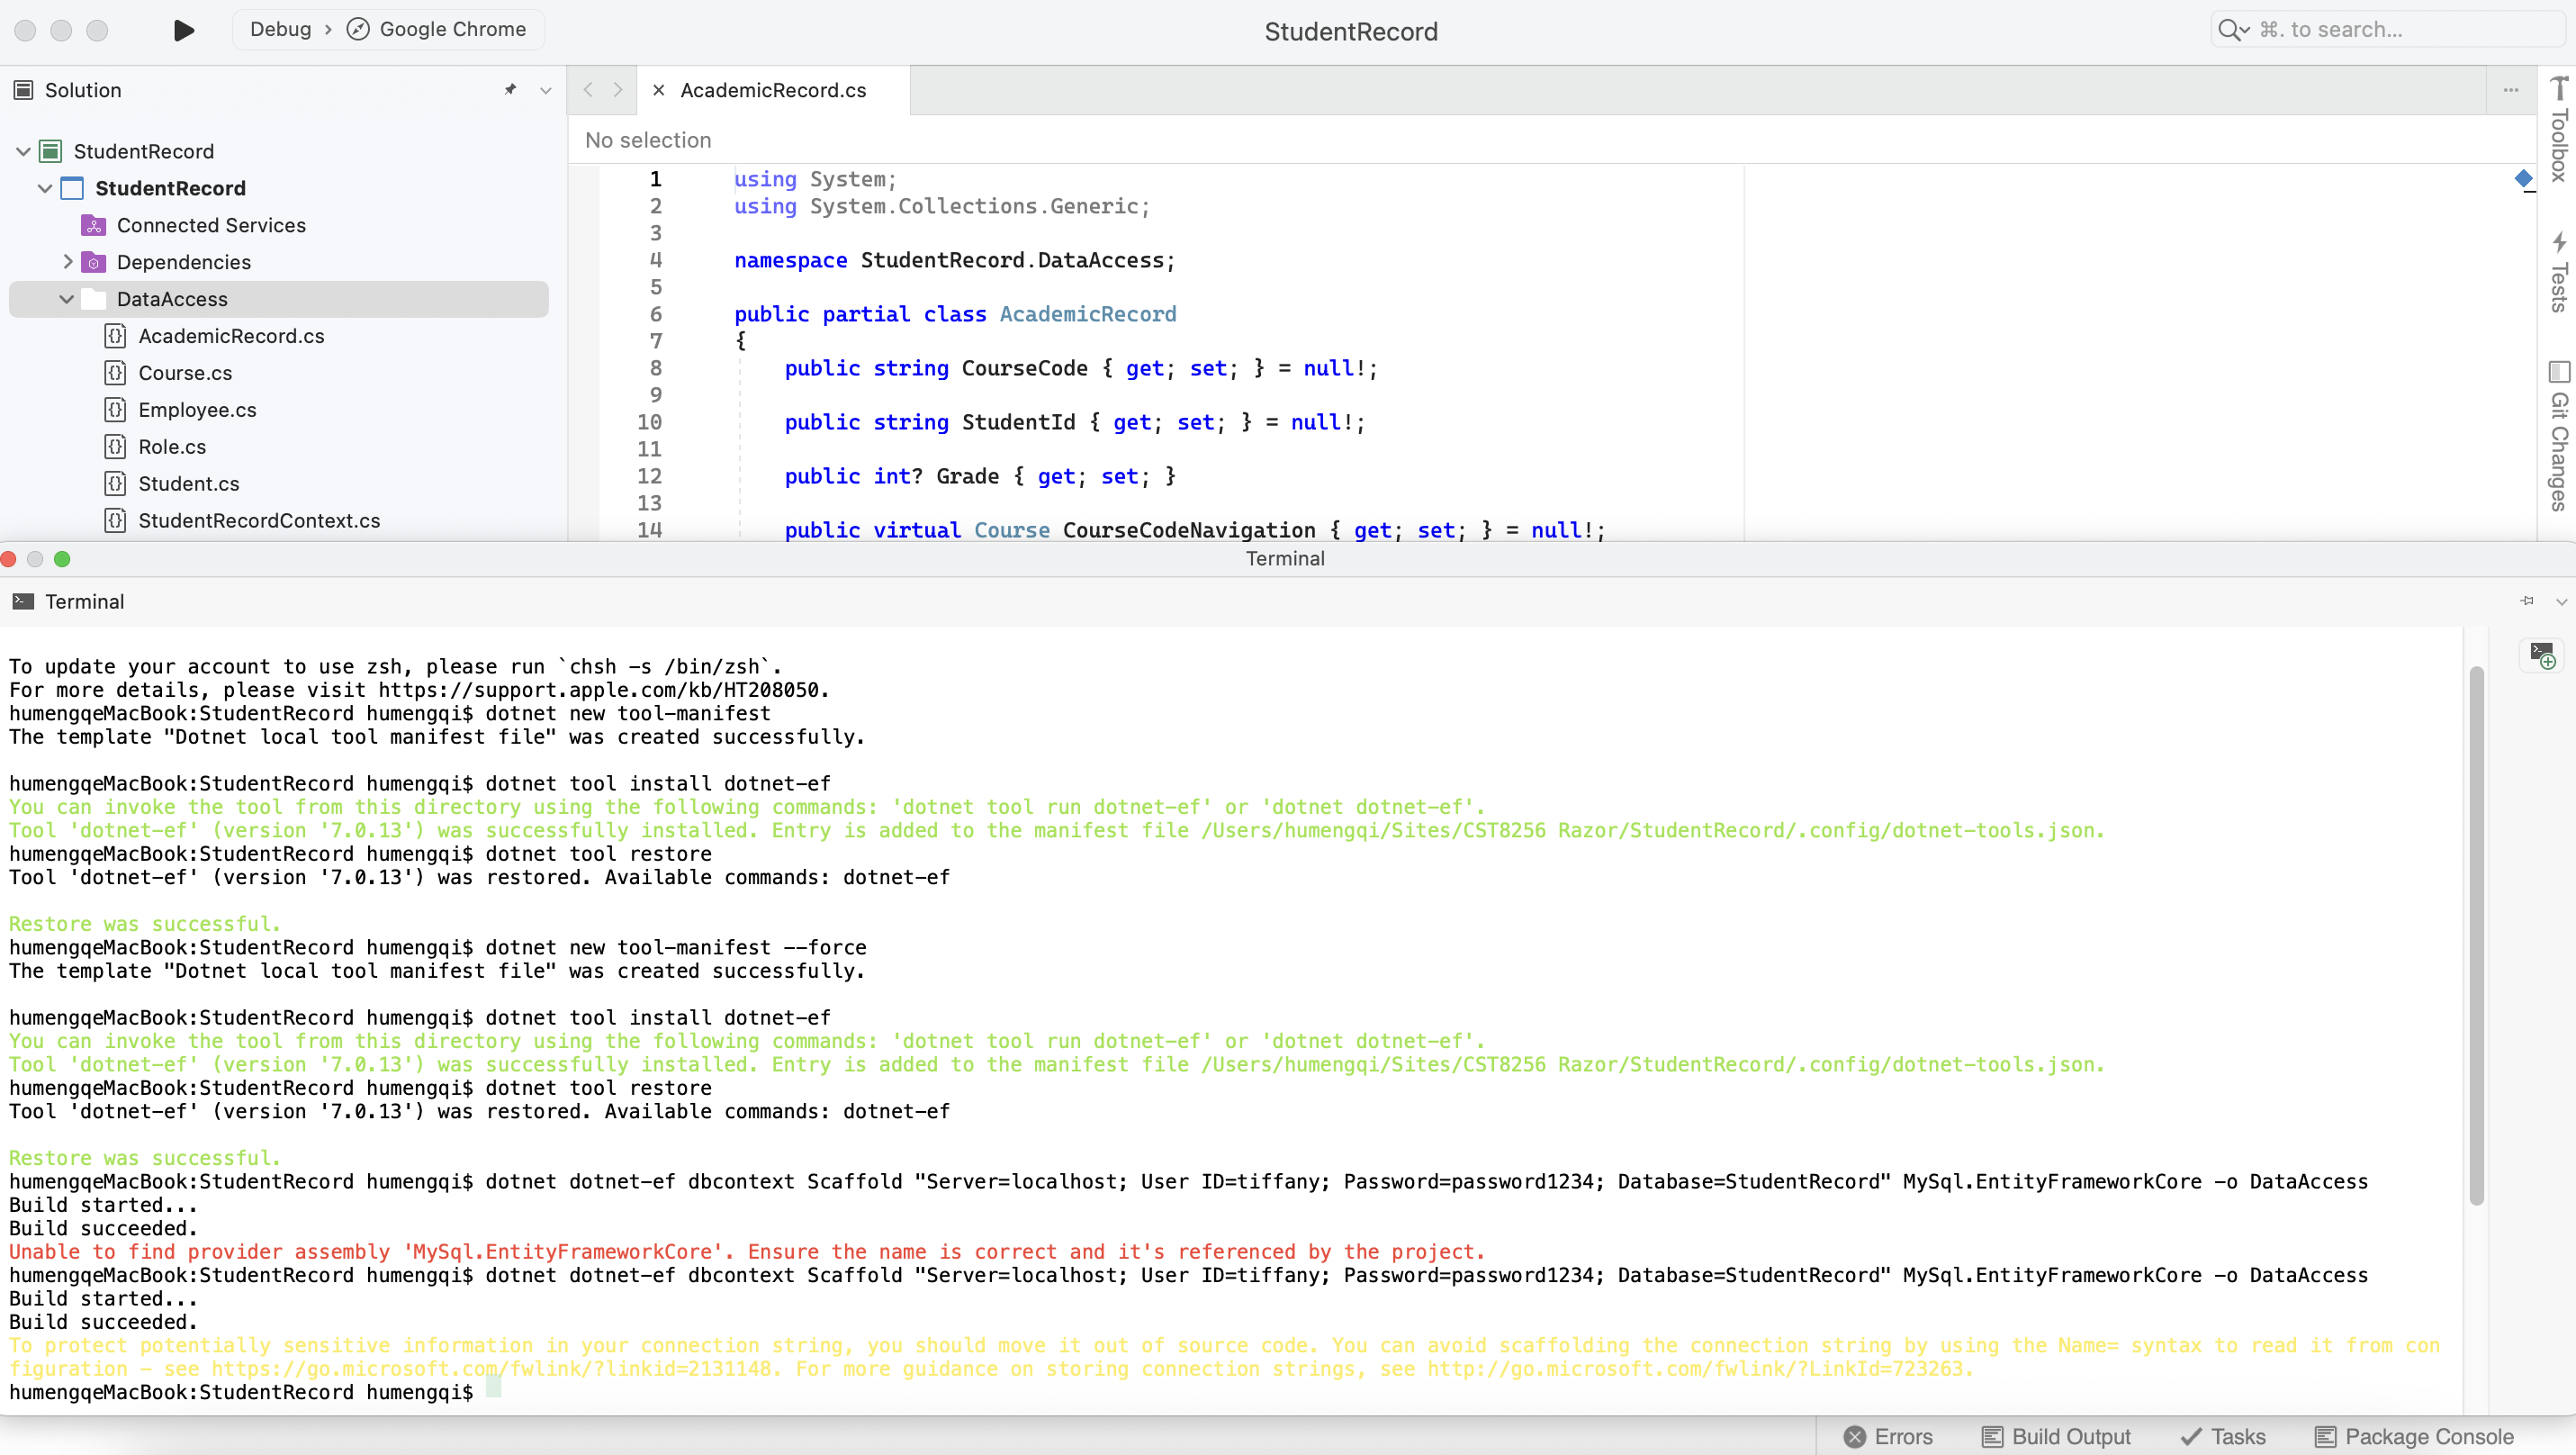 Debug › Google Chrome
StudentRecord
⌘. to search...
Solution
AcademicRecord.cs
No selection
StudentRecord
StudentRecord
Connected Services
Dependencies
DataAccess
AcademicRecord.cs
Course.cs
Employee.cs
Role.cs
Student.cs
StudentRecordContext.cs
1 using System;
2 using System.Collections.Generic;
3
4 namespace StudentRecord.DataAccess;
5
6 public partial class AcademicRecord
7 {
8 public string CourseCode { get; set; } = null!;
9
10 public string StudentId { get; set; } = null!;
11
12 public int? Grade { get; set; }
13
14 public virtual Course CourseCodeNavigation { get; set; } = null!;
Toolbox
Tests
Git Changes
Terminal
Terminal
To update your account to use zsh, please run `chsh -s /bin/zsh`.
For more details, please visit https://support.apple.com/kb/HT208050.
humengqeMacBook:StudentRecord humengqi$ dotnet new tool-manifest
The template "Dotnet local tool manifest file" was created successfully.
humengqeMacBook:StudentRecord humengqi$ dotnet tool install dotnet-ef
You can invoke the tool from this directory using the following commands: 'dotnet tool run dotnet-ef' or 'dotnet dotnet-ef'.
Tool 'dotnet-ef' (version '7.0.13') was successfully installed. Entry is added to the manifest file /Users/humengqi/Sites/CST8256 Razor/StudentRecord/.config/dotnet-tools.json.
humengqeMacBook:StudentRecord humengqi$ dotnet tool restore
Tool 'dotnet-ef' (version '7.0.13') was restored. Available commands: dotnet-ef
Restore was successful.
humengqeMacBook:StudentRecord humengqi$ dotnet new tool-manifest --force
The template "Dotnet local tool manifest file" was created successfully.
humengqeMacBook:StudentRecord humengqi$ dotnet tool install dotnet-ef
You can invoke the tool from this directory using the following commands: 'dotnet tool run dotnet-ef' or 'dotnet dotnet-ef'.
Tool 'dotnet-ef' (version '7.0.13') was successfully installed. Entry is added to the manifest file /Users/humengqi/Sites/CST8256 Razor/StudentRecord/.config/dotnet-tools.json.
humengqeMacBook:StudentRecord humengqi$ dotnet tool restore
Tool 'dotnet-ef' (version '7.0.13') was restored. Available commands: dotnet-ef
Restore was successful.
humengqeMacBook:StudentRecord humengqi$ dotnet dotnet-ef dbcontext Scaffold "Server=localhost; User ID=tiffany; Password=password1234; Database=StudentRecord" MySql.EntityFrameworkCore -o DataAccess
Build started...
Build succeeded.
Unable to find provider assembly 'MySql.EntityFrameworkCore'. Ensure the name is correct and it's referenced by the project.
humengqeMacBook:StudentRecord humengqi$ dotnet dotnet-ef dbcontext Scaffold "Server=localhost; User ID=tiffany; Password=password1234; Database=StudentRecord" MySql.EntityFrameworkCore -o DataAccess
Build started...
Build succeeded.
To protect potentially sensitive information in your connection string, you should move it out of source code. You can avoid scaffolding the connection string by using the Name= syntax to read it from con
figuration - see https://go.microsoft.com/fwlink/?linkid=2131148. For more guidance on storing connection strings, see http://go.microsoft.com/fwlink/?LinkId=723263.
humengqeMacBook:StudentRecord humengqi$
Errors
Build Output
Tasks
Package Console